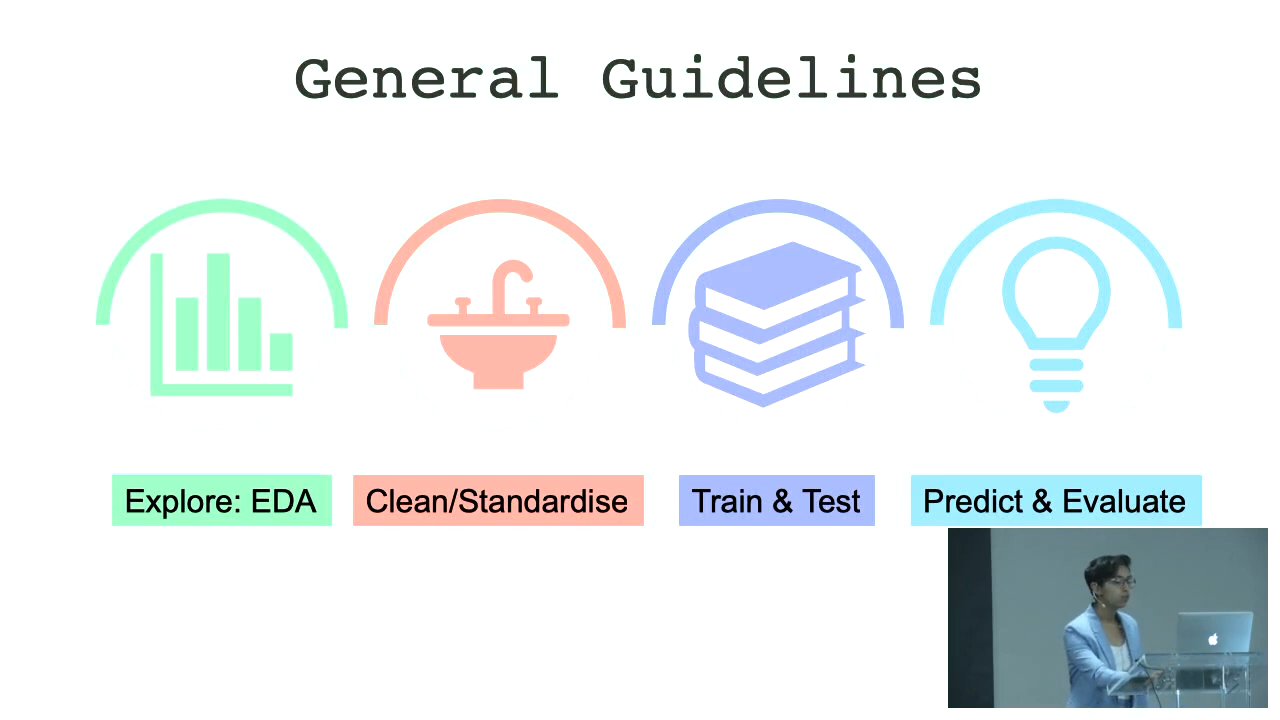 General Guidelines
Explore: EDA
Clean/Standardise
Train & Test
Predict & Evaluate